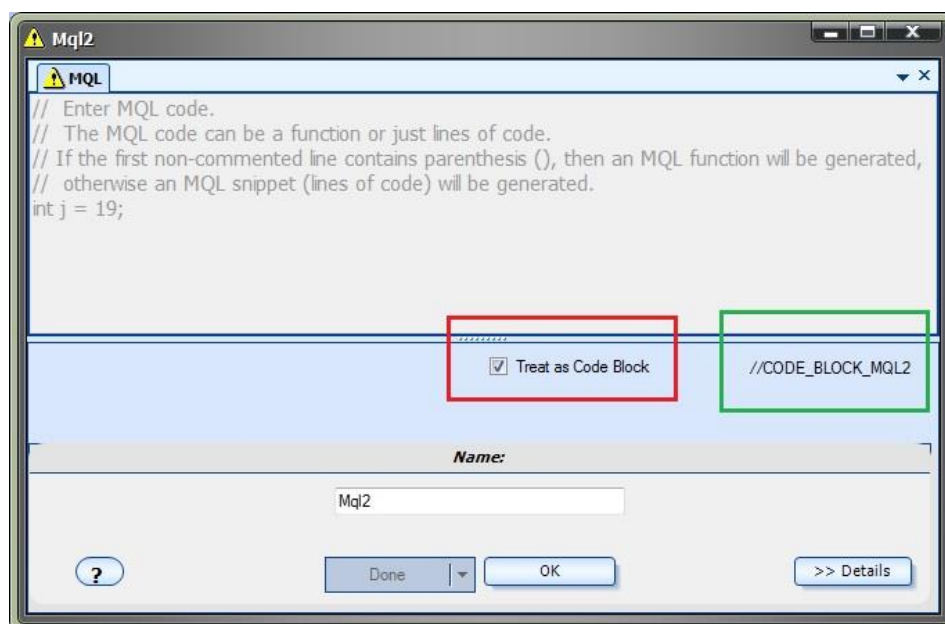 Mql2
MQL
// Enter MQL code.
// The MQL code can be a function or just lines of code.
// If the first non-commented line contains parenthesis (), then an MQL function will be generated,
// otherwise an MQL snippet (lines of code) will be generated.
int j = 19;
Treat as Code Block
//CODE_BLOCK_MQL2
Name:
Mql2
?
Done
OK
>> Details